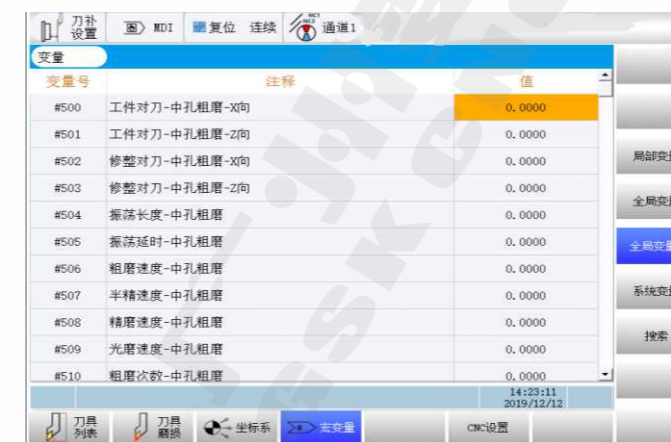 刀补
设置
MDI 复位 连续 通道1
变量
变量号 注释 值
#500 工件对刀-中孔粗磨-X向 0.0000
#501 工件对刀-中孔粗磨-Z向 0.0000
#502 修整对刀-中孔粗磨-X向 0.0000
#503 修整对刀-中孔粗磨-Z向 0.0000
#504 振荡长度-中孔粗磨 0.0000
#505 振荡延时-中孔粗磨 0.0000
#506 粗磨速度-中孔粗磨 0.0000
#507 半精速度-中孔粗磨 0.0000
#508 精磨速度-中孔粗磨 0.0000
#509 光磨速度-中孔粗磨 0.0000
#510 粗磨次数-中孔粗磨 0.0000
局部变量
全局变量
全局变量
系统变量
搜索
14:23:11
2019/12/12
刀具
列表
刀具
磨损
坐标系
宏变量
CNC设置
GSK CNC